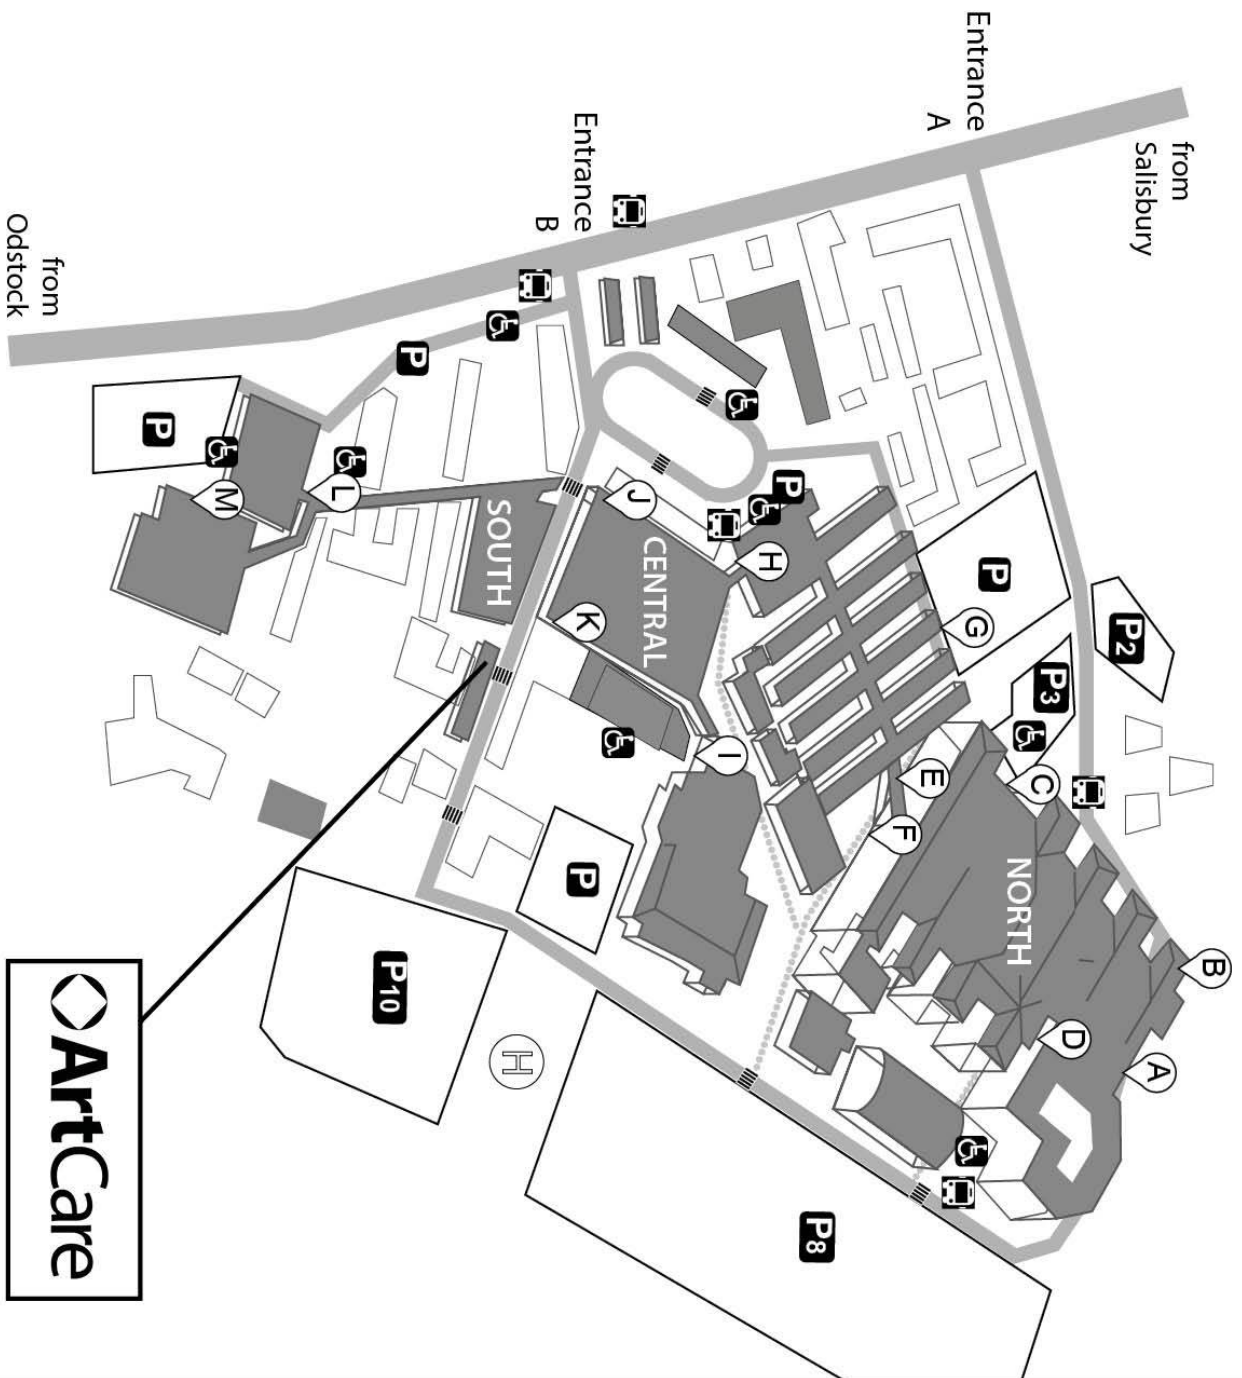 from
Salisbury
Entrance
A
Entrance
B
from
Odstock
P2
P
P3
C
B
G
E
NORTH
A
D
F
P
H
J
CENTRAL
I
K
SOUTH
P
L
P
M
P
P10
H
P8
ArtCare